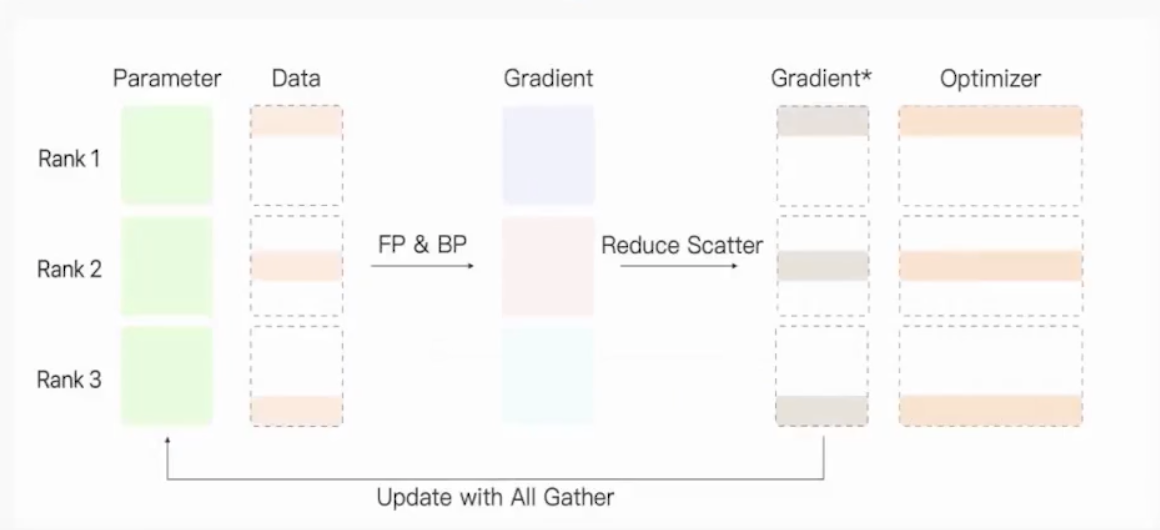 Parameter Data Gradient Gradient* Optimizer
Rank 1
FP & BP Reduce Scatter
Rank 2
Rank 3
Update with All Gather